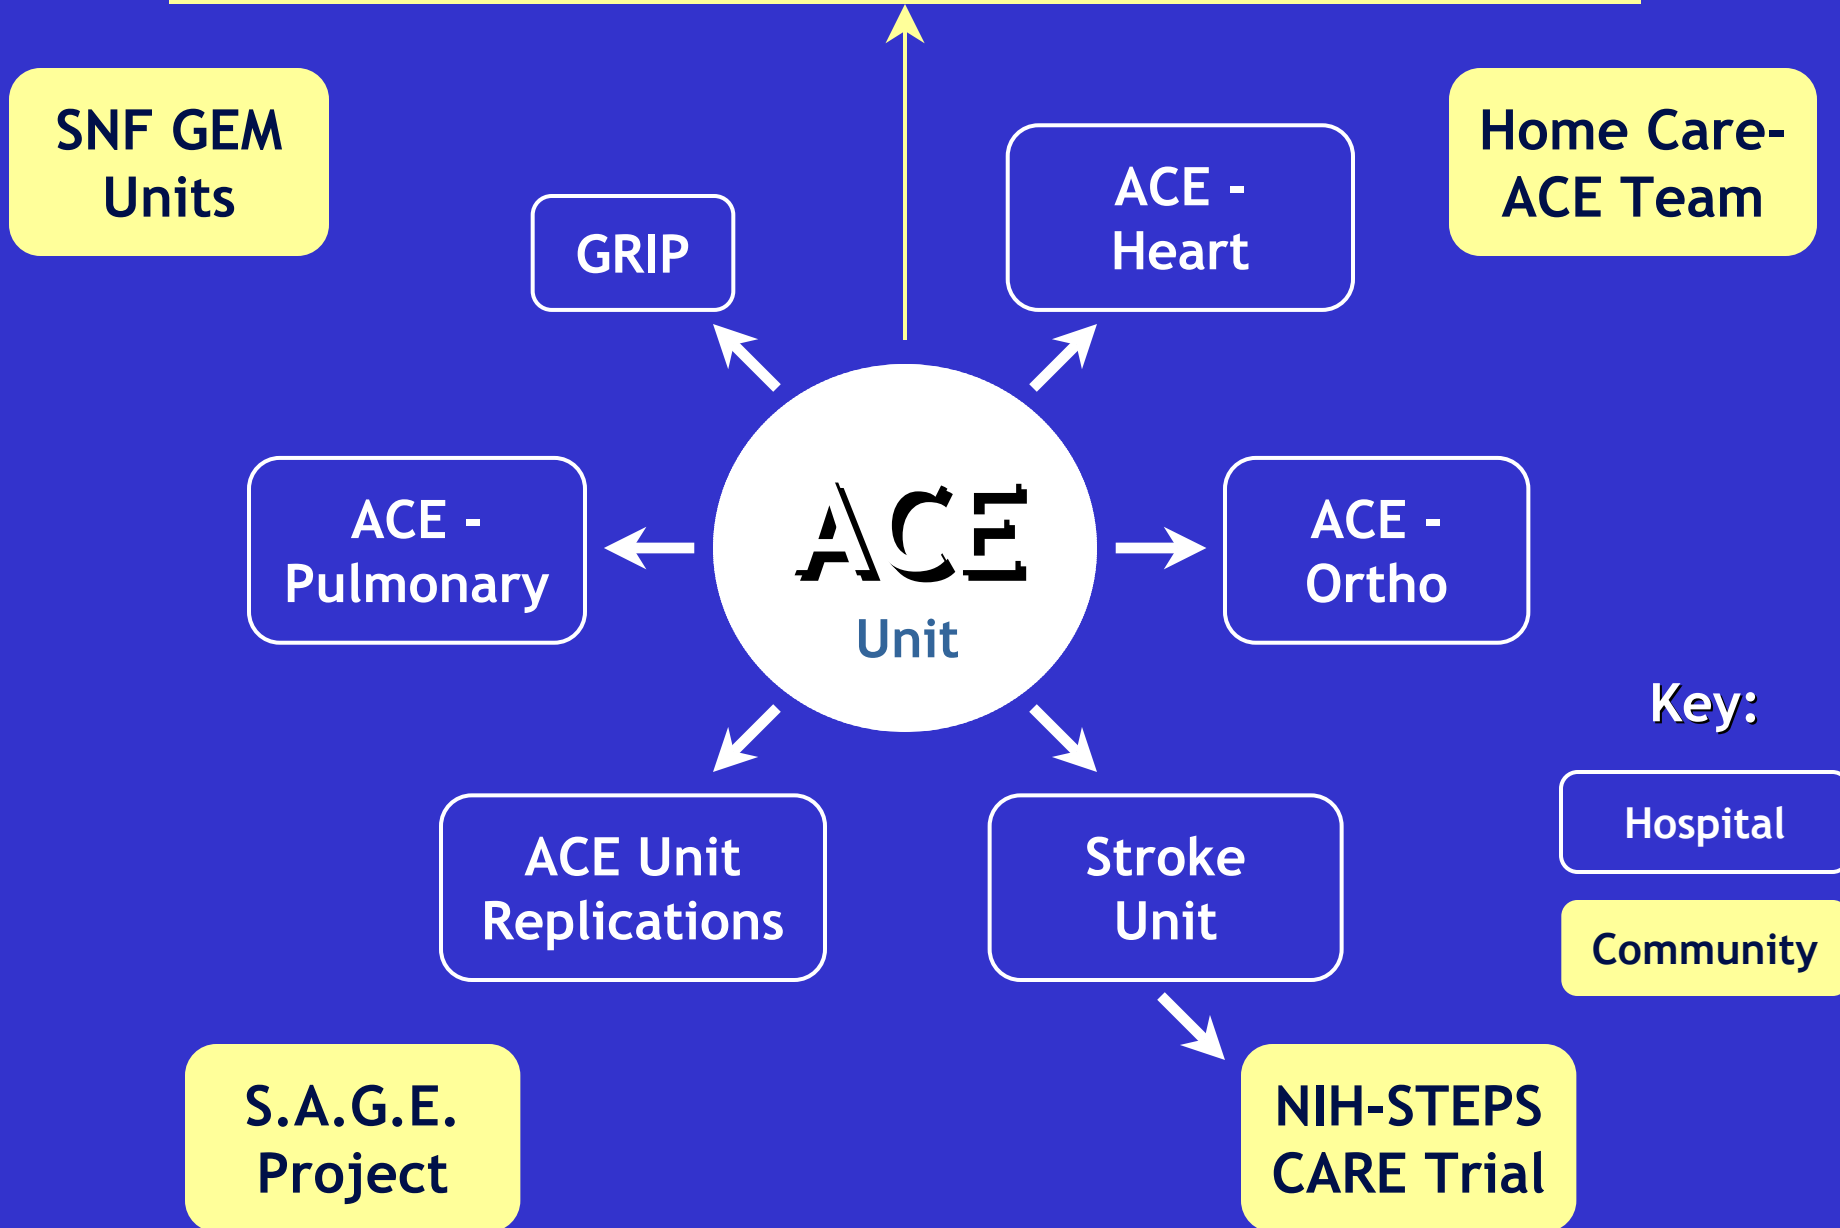 SNF GEM
Units
Home Care-
ACE Team
GRIP
ACE -
Heart
ACE -
Pulmonary
ACE
Unit
ACE -
Ortho
Key:
Hospital
Community
ACE Unit
Replications
Stroke
Unit
S.A.G.E.
Project
NIH-STEPS
CARE Trial